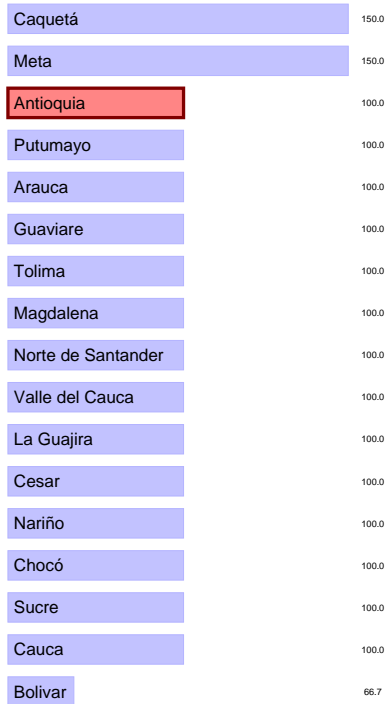 Caquetá 150.0
Meta 150.0
Antioquia 100.0
Putumayo 100.0
Arauca 100.0
Guaviare 100.0
Tolima 100.0
Magdalena 100.0
Norte de Santander 100.0
Valle del Cauca 100.0
La Guajira 100.0
Cesar 100.0
Nariño 100.0
Chocó 100.0
Sucre 100.0
Cauca 100.0
Bolivar 66.7